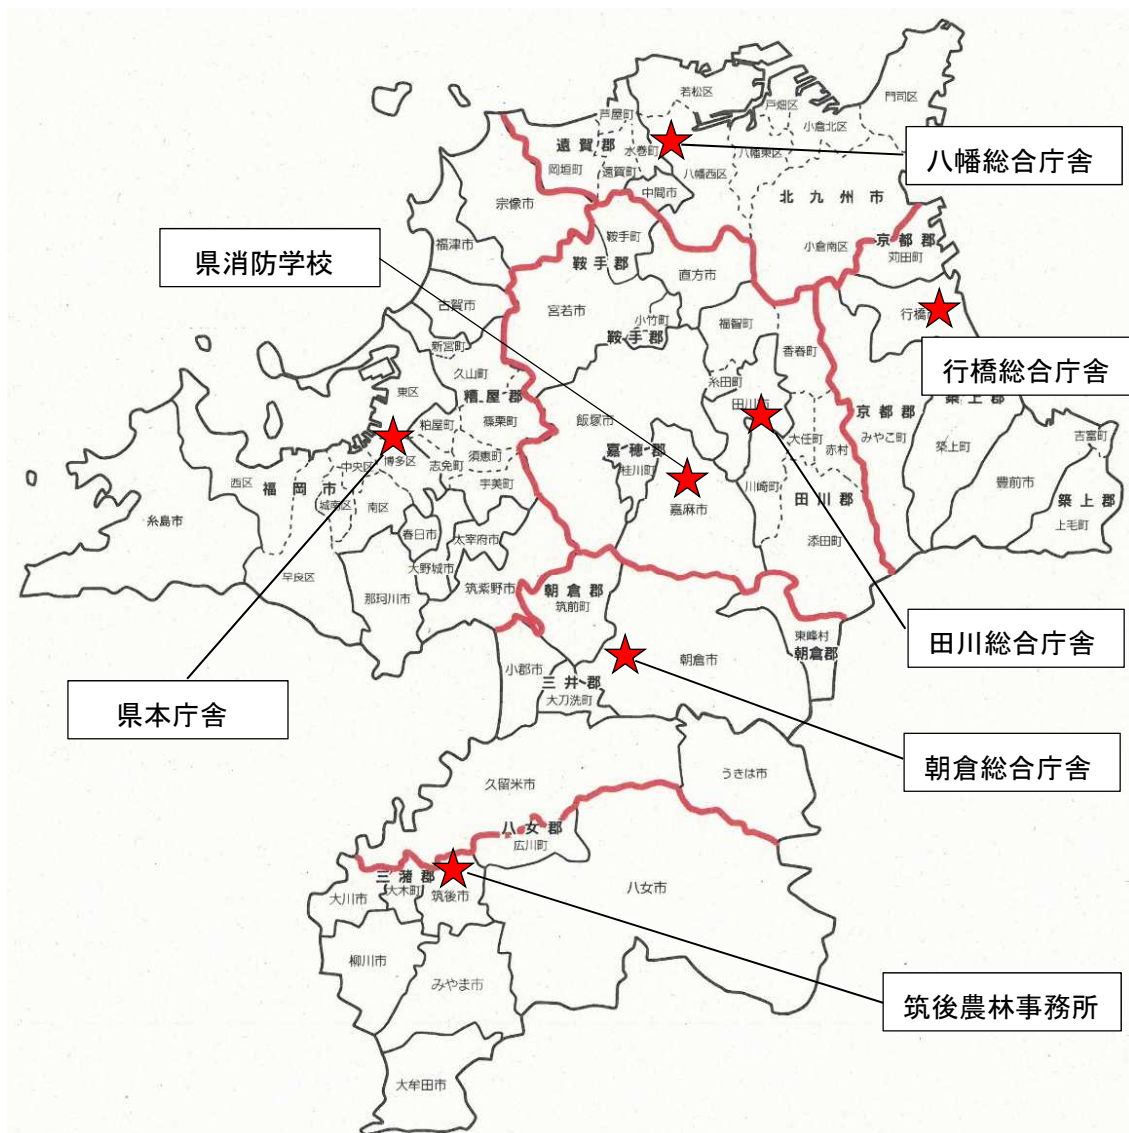 若松区
門司区
戸畑区
芦屋町
小倉北区
遠賀郡
水巻町
八幡東区
八幡総合庁舎
岡垣町
遠賀町
八幡西区
中間市
北九州市
宗像市
鞍手町
小倉南区
京都郡
苅田町
福津市
県消防学校
鞍手郡
直方市
古賀市
宮若市
小竹町
福智町
行橋
鞍手郡
香春町
新宮町
久山町
糸田町
行橋総合庁舎
東区
糟屋郡
田川市
京都郡
築上郡
粕屋町
篠栗町
飯塚市
みやこ町
吉富町
大任町
赤村
築上町
嘉穂郡
中央区
博多区
志免町
須恵町
桂川町
西区
福岡市
宇美町
川崎町
豊前市
城南区
南区
嘉麻市
田川郡
築上郡
糸島市
上毛町
春日市
太宰府市
添田町
大野城市
早良区
那珂川市
筑紫野市
朝倉郡
筑前町
東峰村
朝倉郡
田川総合庁舎
小郡市
朝倉市
三井郡
大刀洗町
県本庁舎
朝倉総合庁舎
うきは市
久留米市
八女郡
広川町
三潴郡
大木町
大川市
筑後市
八女市
柳川市
みやま市
筑後農林事務所
大牟田市